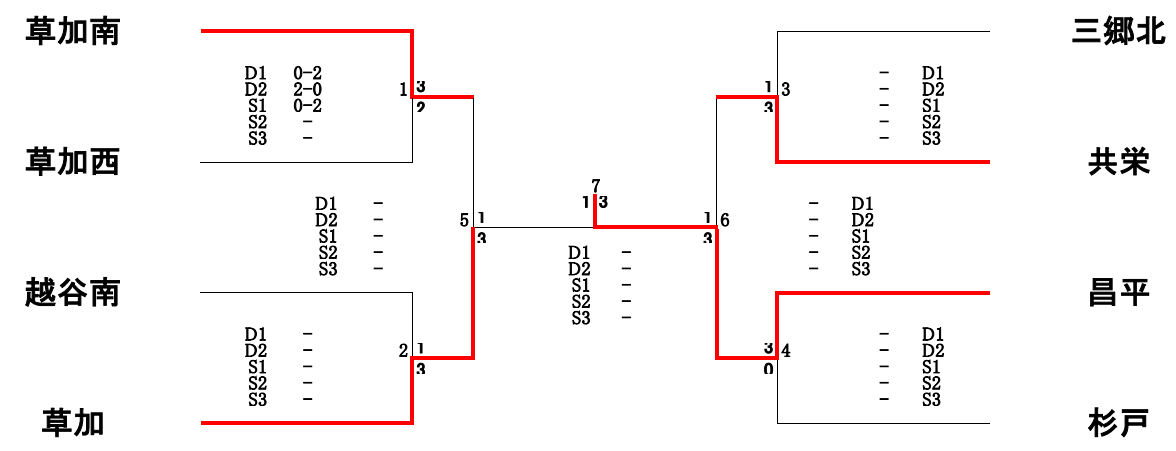 草加南
D1 0-2
D2 2-0
S1 0-2
S2 -
S3 -
1
3
2
草加西
D1 -
D2 -
S1 -
S2 -
S3 -
5
1
3
越谷南
D1 -
D2 -
S1 -
S2 -
S3 -
2
1
3
草加
7
1 3
D1 -
D2 -
S1 -
S2 -
S3 -
三郷北
1
3
3
- D1
- D2
- S1
- S2
- S3
共栄
1
6
3
- D1
- D2
- S1
- S2
- S3
昌平
3
4
0
- D1
- D2
- S1
- S2
- S3
杉戸